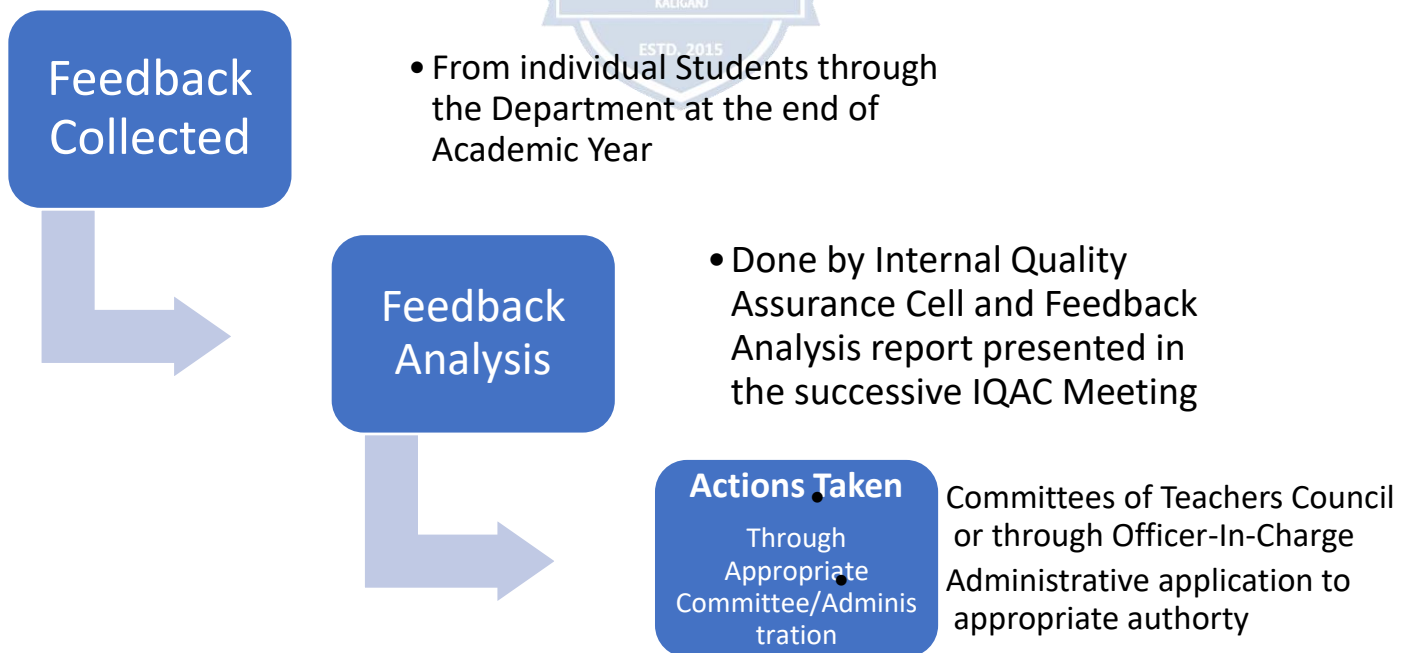 KALIGANJ
ESTD. 2015
Feedback
Collected
• From individual Students through
the Department at the end of
Academic Year
Feedback
Analysis
• Done by Internal Quality
Assurance Cell and Feedback
Analysis report presented in
the successive IQAC Meeting
Actions Taken
Through
Appropriate
Committee/Adminis
tration
• Committees of Teachers Council
or through Officer-In-Charge
• Administrative application to
appropriate authorty